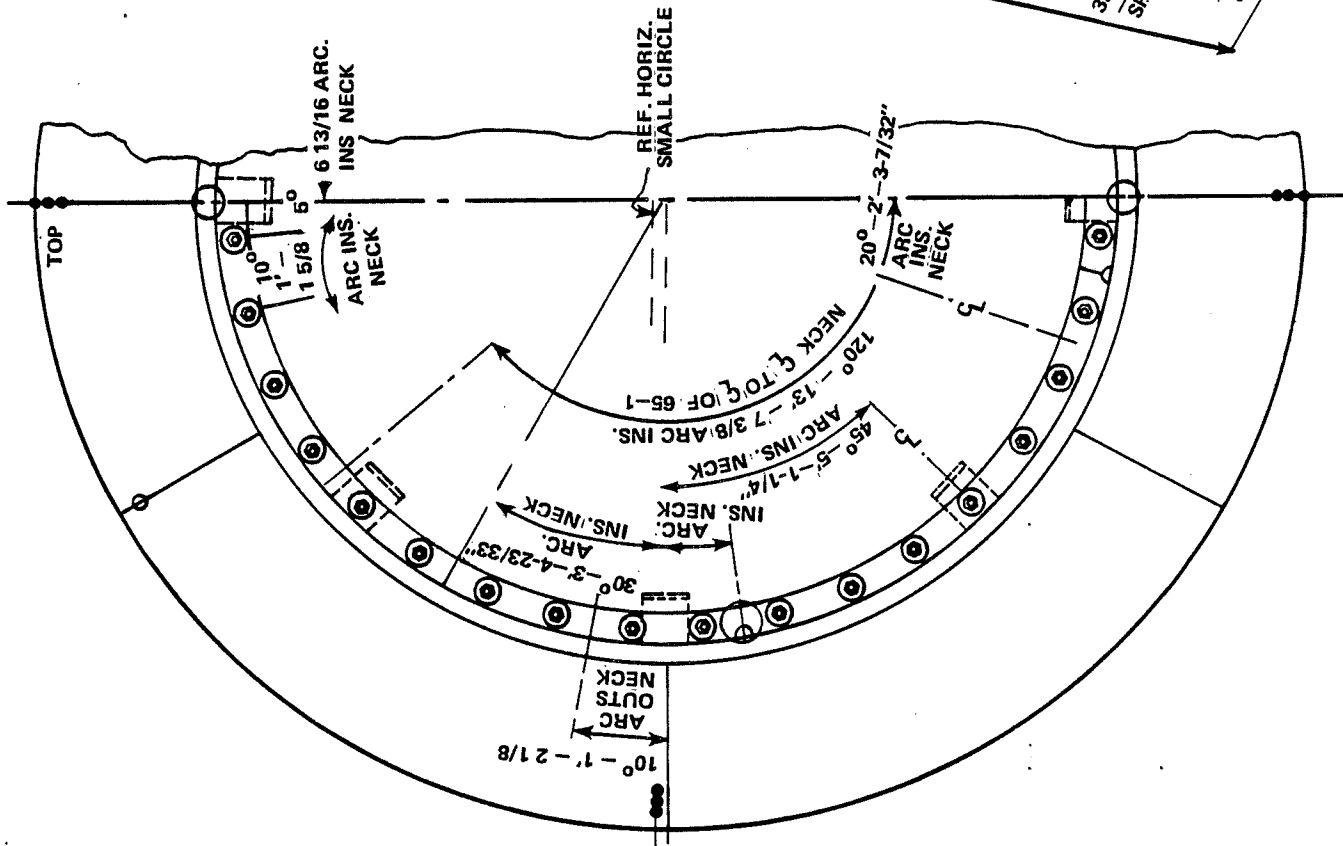 TOP
6 13/16 ARC.
INS NECK
5°
10°
1' –
1 5/8
ARC INS.
NECK
REF. HORIZ.
SMALL CIRCLE
20° – 2' – 3-7/32"
ARC
INS.
NECK
120° – 13' – 7 3/8 ARC INS.
NECK ℄ TO ℄ OF 65–1
45° – 5' – 1-1/4"
ARC INS. NECK
℄
℄
ARC.
INS. NECK
30° – 3' – 4-23/33"
ARC.
INS. NECK
10° – 1' – 2 1/8
ARC
OUTS
NECK